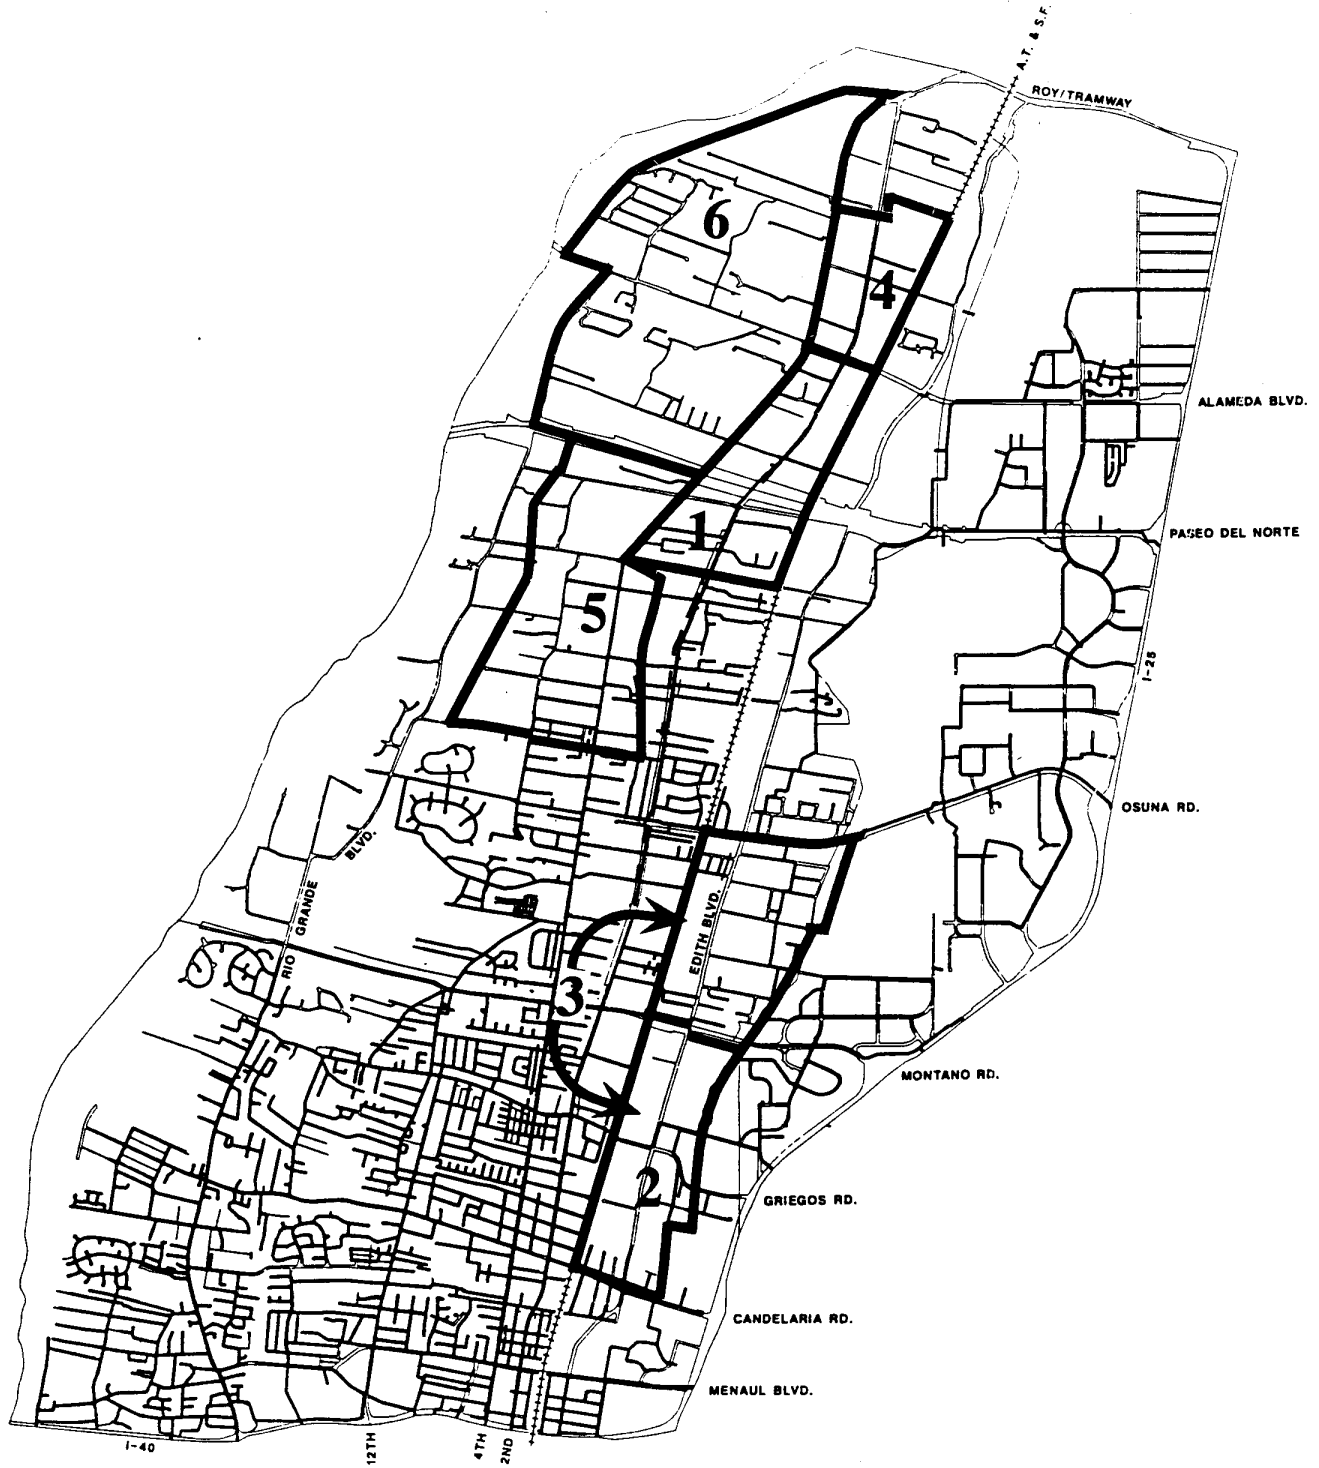 A.T. & S.F.
ROY/TRAMWAY
6
4
ALAMEDA BLVD.
1
PASEO DEL NORTE
5
I-25
OSUNA RD.
RIO GRANDE BLVD.
EDITH BLVD.
3
MONTANO RD.
2
GRIEGOS RD.
CANDELARIA RD.
MENAUL BLVD.
I-40
12TH
4TH
2ND